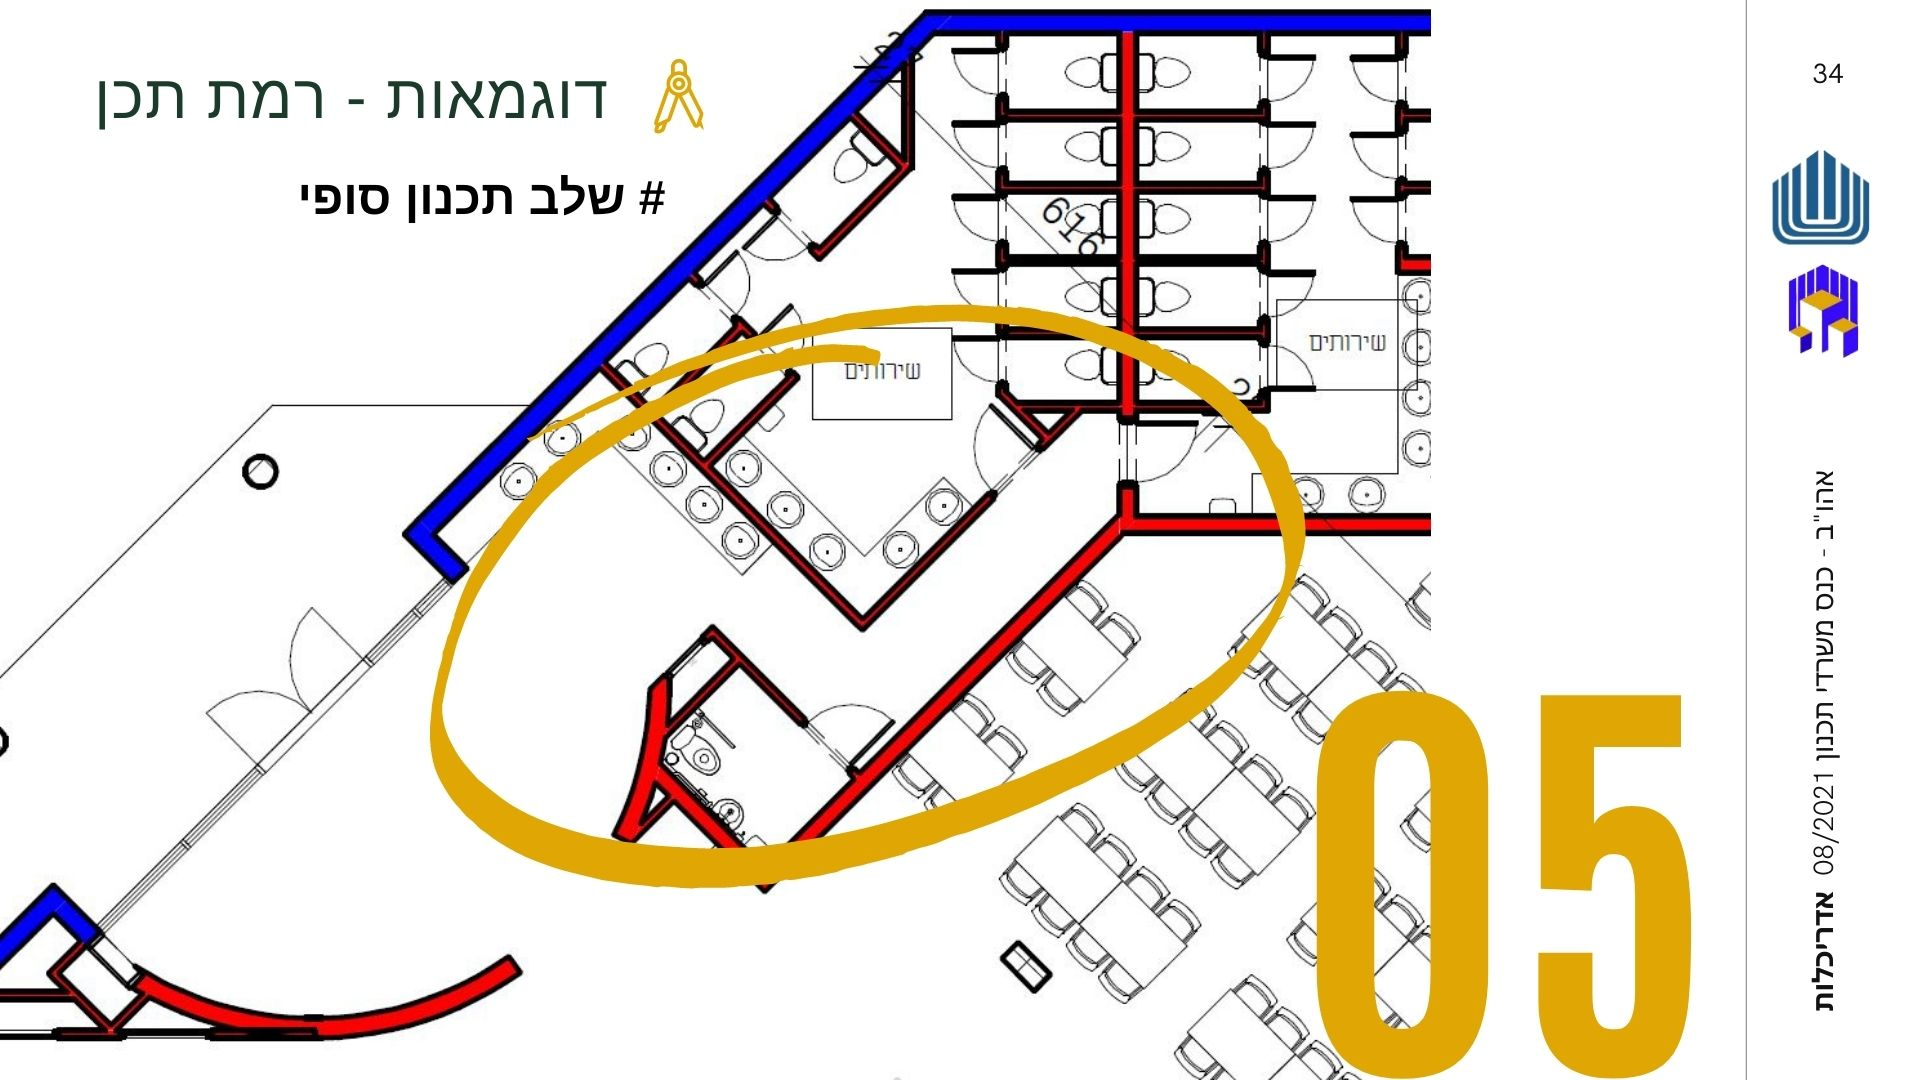 דוגמאות - רמת תכן
# שלב תכנון סופי
616
שירותים
שירותים
34
אדריכלות 08/2021 אהו"ב - כנס משרדי תכנון
05